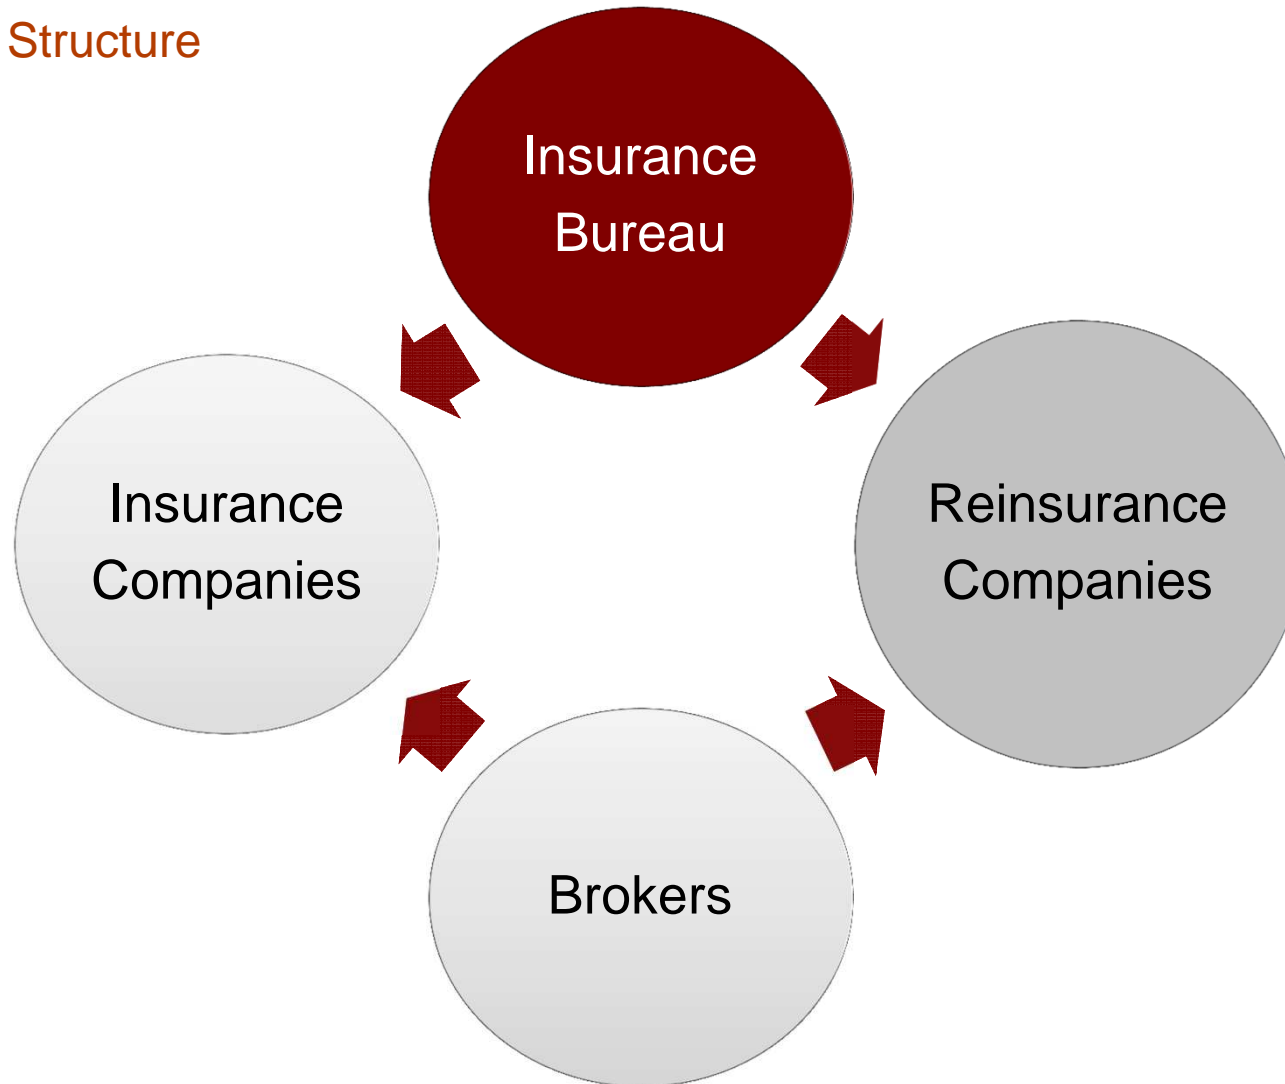 Structure
Insurance
Bureau
Insurance
Companies
Reinsurance
Companies
Brokers